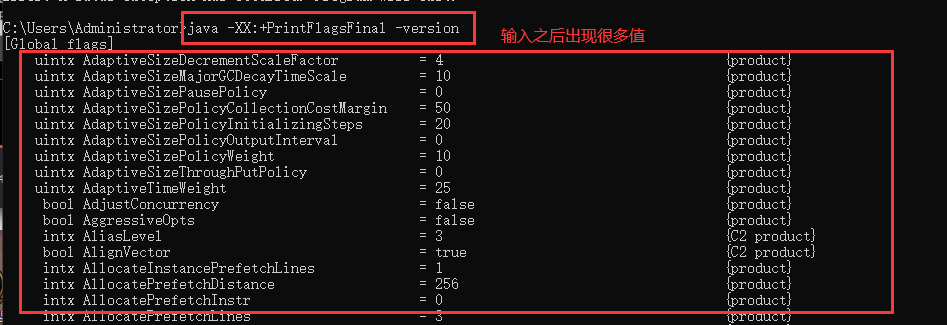 C:\Users\Administrator>java -XX:+PrintFlagsFinal -version
输入之后出现很多值
[Global flags]
uintx AdaptiveSizeDecrementScaleFactor = 4 {product}
uintx AdaptiveSizeMajorGCDecayTimeScale = 10 {product}
uintx AdaptiveSizePausePolicy = 0 {product}
uintx AdaptiveSizePolicyCollectionCostMargin = 50 {product}
uintx AdaptiveSizePolicyInitializingSteps = 20 {product}
uintx AdaptiveSizePolicyOutputInterval = 0 {product}
uintx AdaptiveSizePolicyWeight = 10 {product}
uintx AdaptiveSizeThroughPutPolicy = 0 {product}
uintx AdaptiveTimeWeight = 25 {product}
bool AdjustConcurrency = false {product}
bool AggressiveOpts = false {product}
intx AliasLevel = 3 {C2 product}
bool AlignVector = true {C2 product}
intx AllocateInstancePrefetchLines = 1 {product}
intx AllocatePrefetchDistance = 256 {product}
intx AllocatePrefetchInstr = 0 {product}
intx AllocatePrefetchLines = 3 {product}